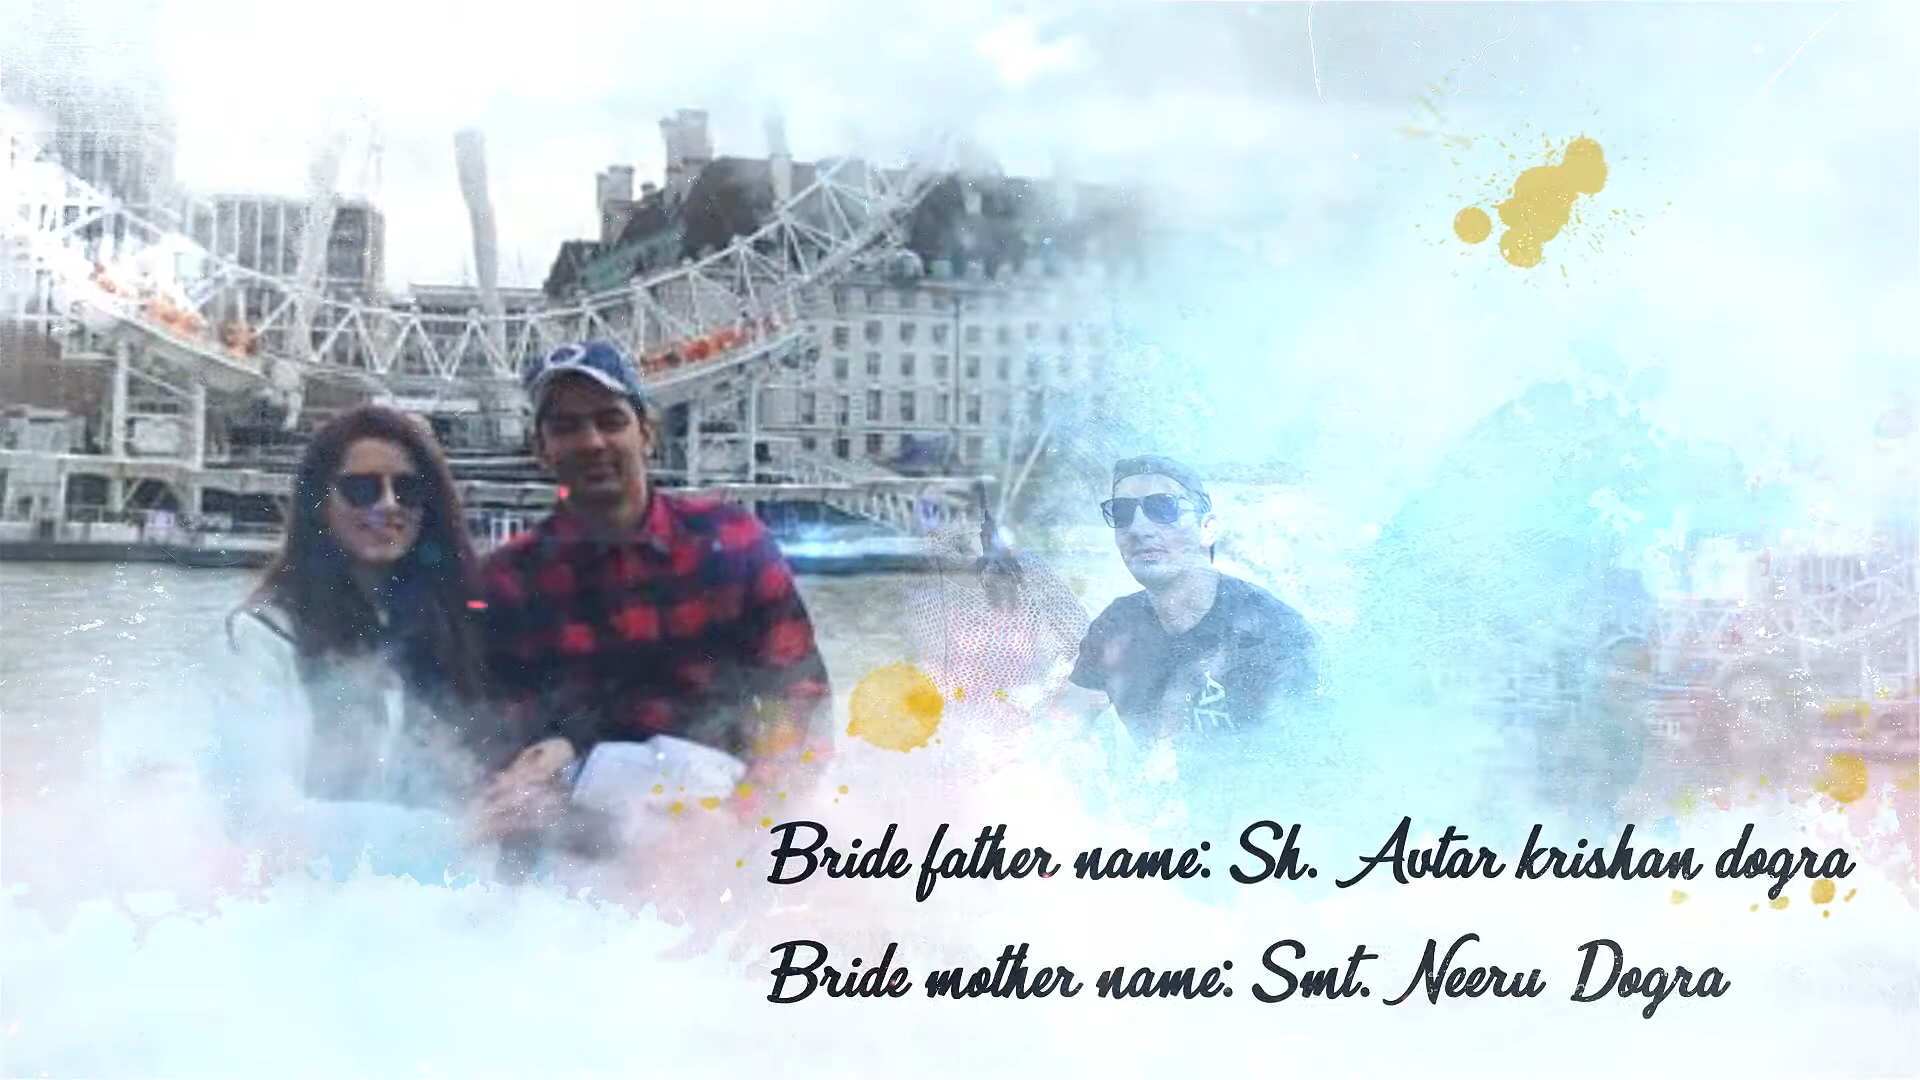 Bride father name: Sh. Avtar krishan dogra
Bride mother name: Smt. Neeru Dogra